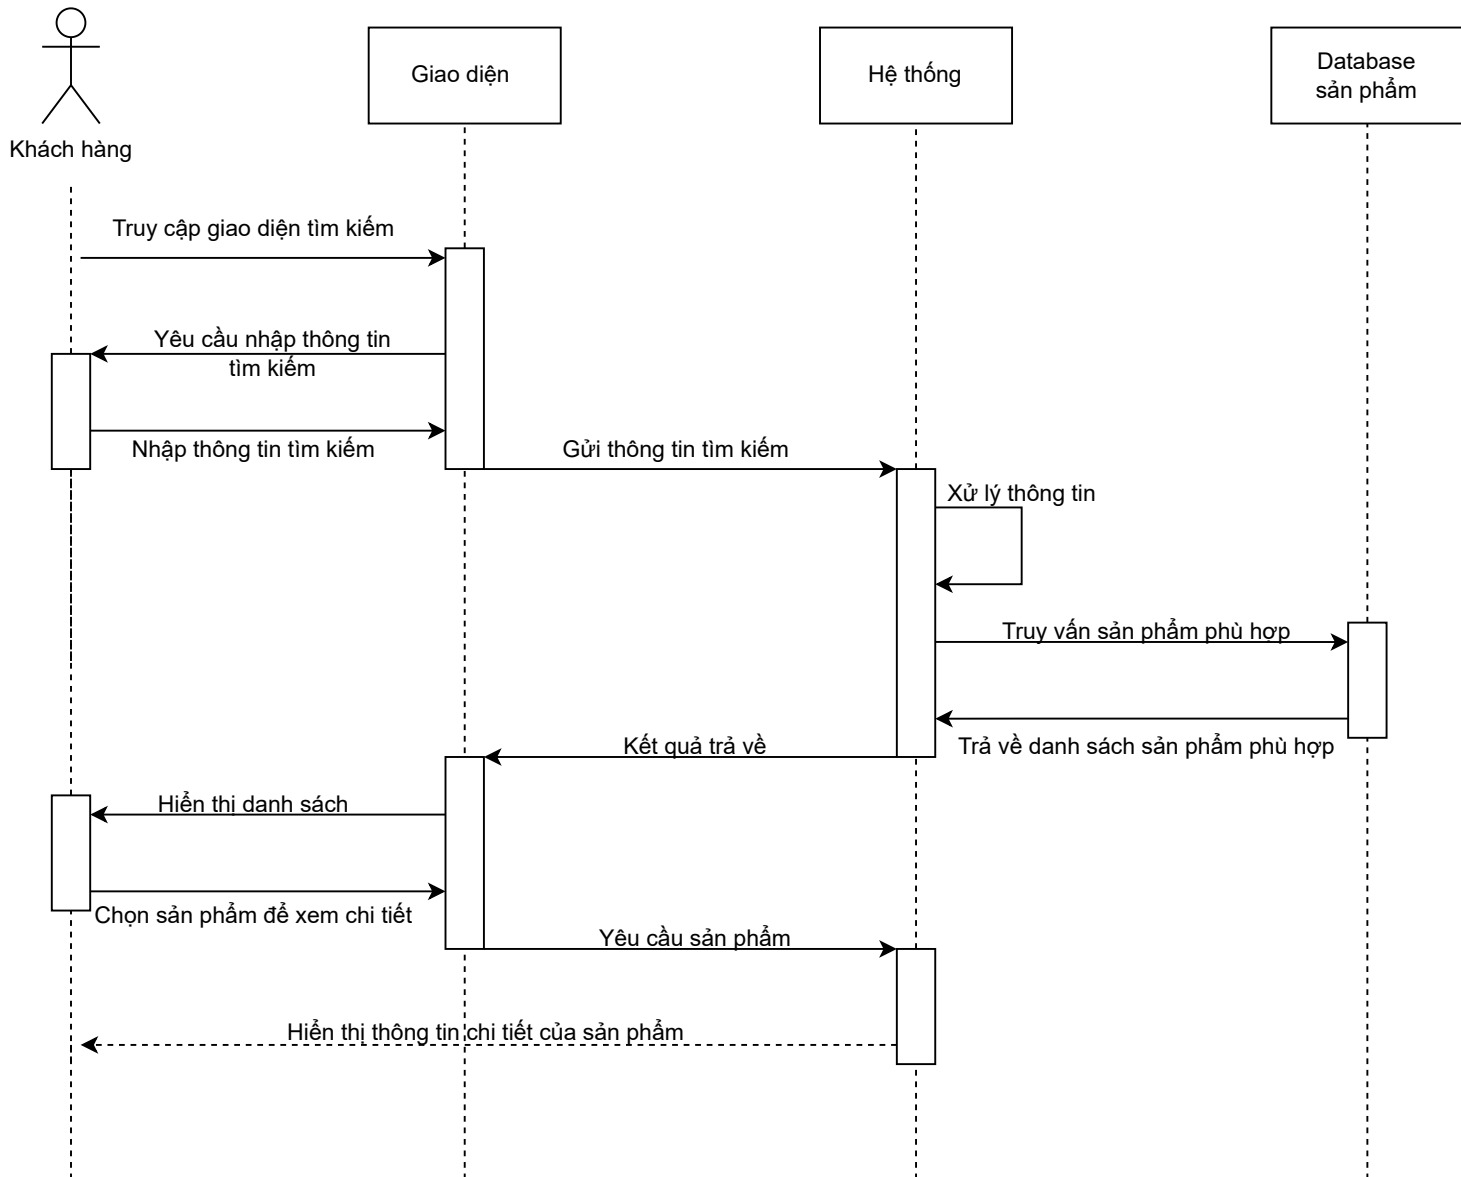 Khách hàng
Giao diện
Hệ thống
Database
sản phẩm
Truy cập giao diện tìm kiếm
Yêu cầu nhập thông tin
tìm kiếm
Nhập thông tin tìm kiếm
Gửi thông tin tìm kiếm
Xử lý thông tin
Truy vấn sản phẩm phù hợp
Trả về danh sách sản phẩm phù hợp
Kết quả trả về
Hiển thị danh sách
Chọn sản phẩm để xem chi tiết
Yêu cầu sản phẩm
Hiển thị thông tin chi tiết của sản phẩm